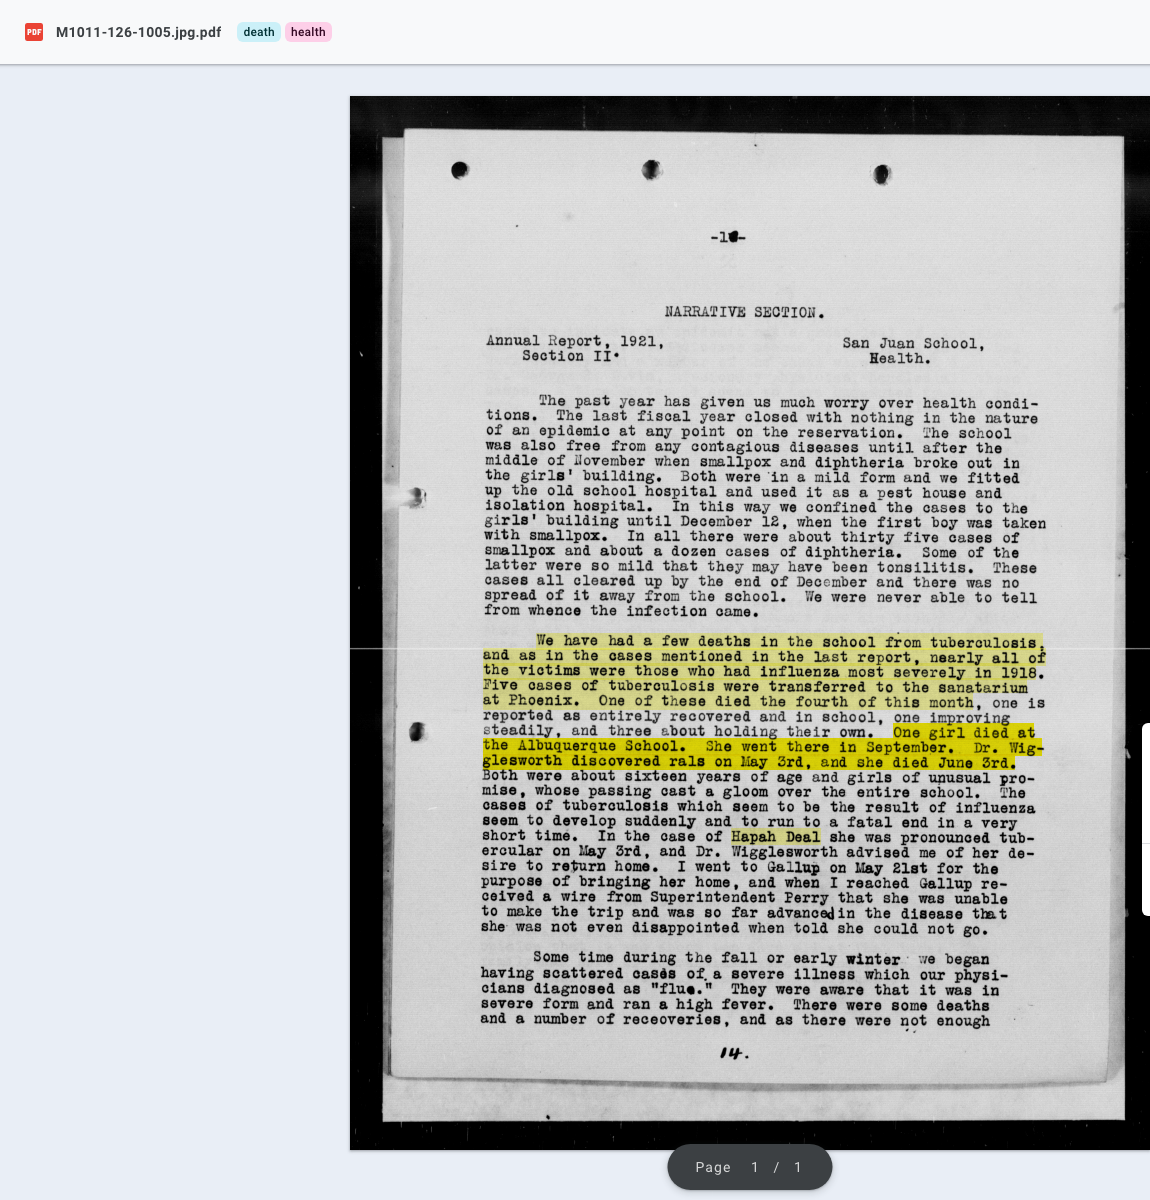 PDF M1011-126-1005.jpg.pdf death health
NARRATIVE SECTION.
Annual Report, 1921, San Juan School,
Section II. Health.
The past year has given us much worry over health condi-
tions. The last fiscal year closed with nothing in the nature
of an epidemic at any point on the reservation. The school
was also free from any contagious diseases until after the
middle of November when smallpox and diphtheria broke out in
the girls' building. Both were in a mild form and we fitted
up the old school hospital and used it as a pest house and
isolation hospital. In this way we confined the cases to the
girls' building until December 12, when the first boy was taken
with smallpox. In all there were about thirty five cases of
smallpox and about a dozen cases of diphtheria. Some of the
latter were so mild that they may have been tonsilitis. These
cases all cleared up by the end of December and there was no
spread of it away from the school. We were never able to tell
from whence the infection came.
We have had a few deaths in the school from tuberculosis,
and as in the cases mentioned in the last report, nearly all of
the victims were those who had influenza most severely in 1918.
Five cases of tuberculosis were transferred to the sanatarium
at Phoenix. One of these died the fourth of this month, one is
reported as entirely recovered and in school, one improving
steadily, and three about holding their own. One girl died at
the Albuquerque School. She went there in September. Dr. Wig-
glesworth discovered rals on May 3rd, and she died June 3rd.
Both were about sixteen years of age and girls of unusual pro-
mise, whose passing cast a gloom over the entire school. The
cases of tuberculosis which seem to be the result of influenza
seem to develop suddenly and to run to a fatal end in a very
short time. In the case of Hapah Deal she was pronounced tub-
ercular on May 3rd, and Dr. Wigglesworth advised me of her de-
sire to return home. I went to Gallup on May 21st for the
purpose of bringing her home, and when I reached Gallup re-
ceived a wire from Superintendent Perry that she was unable
to make the trip and was so far advanced in the disease that
she was not even disappointed when told she could not go.
Some time during the fall or early winter we began
having scattered cases of a severe illness which our physi-
cians diagnosed as "flue." They were aware that it was in
severe form and ran a high fever. There were some deaths
and a number of receoveries, and as there were not enough
14.
Page 1 / 1